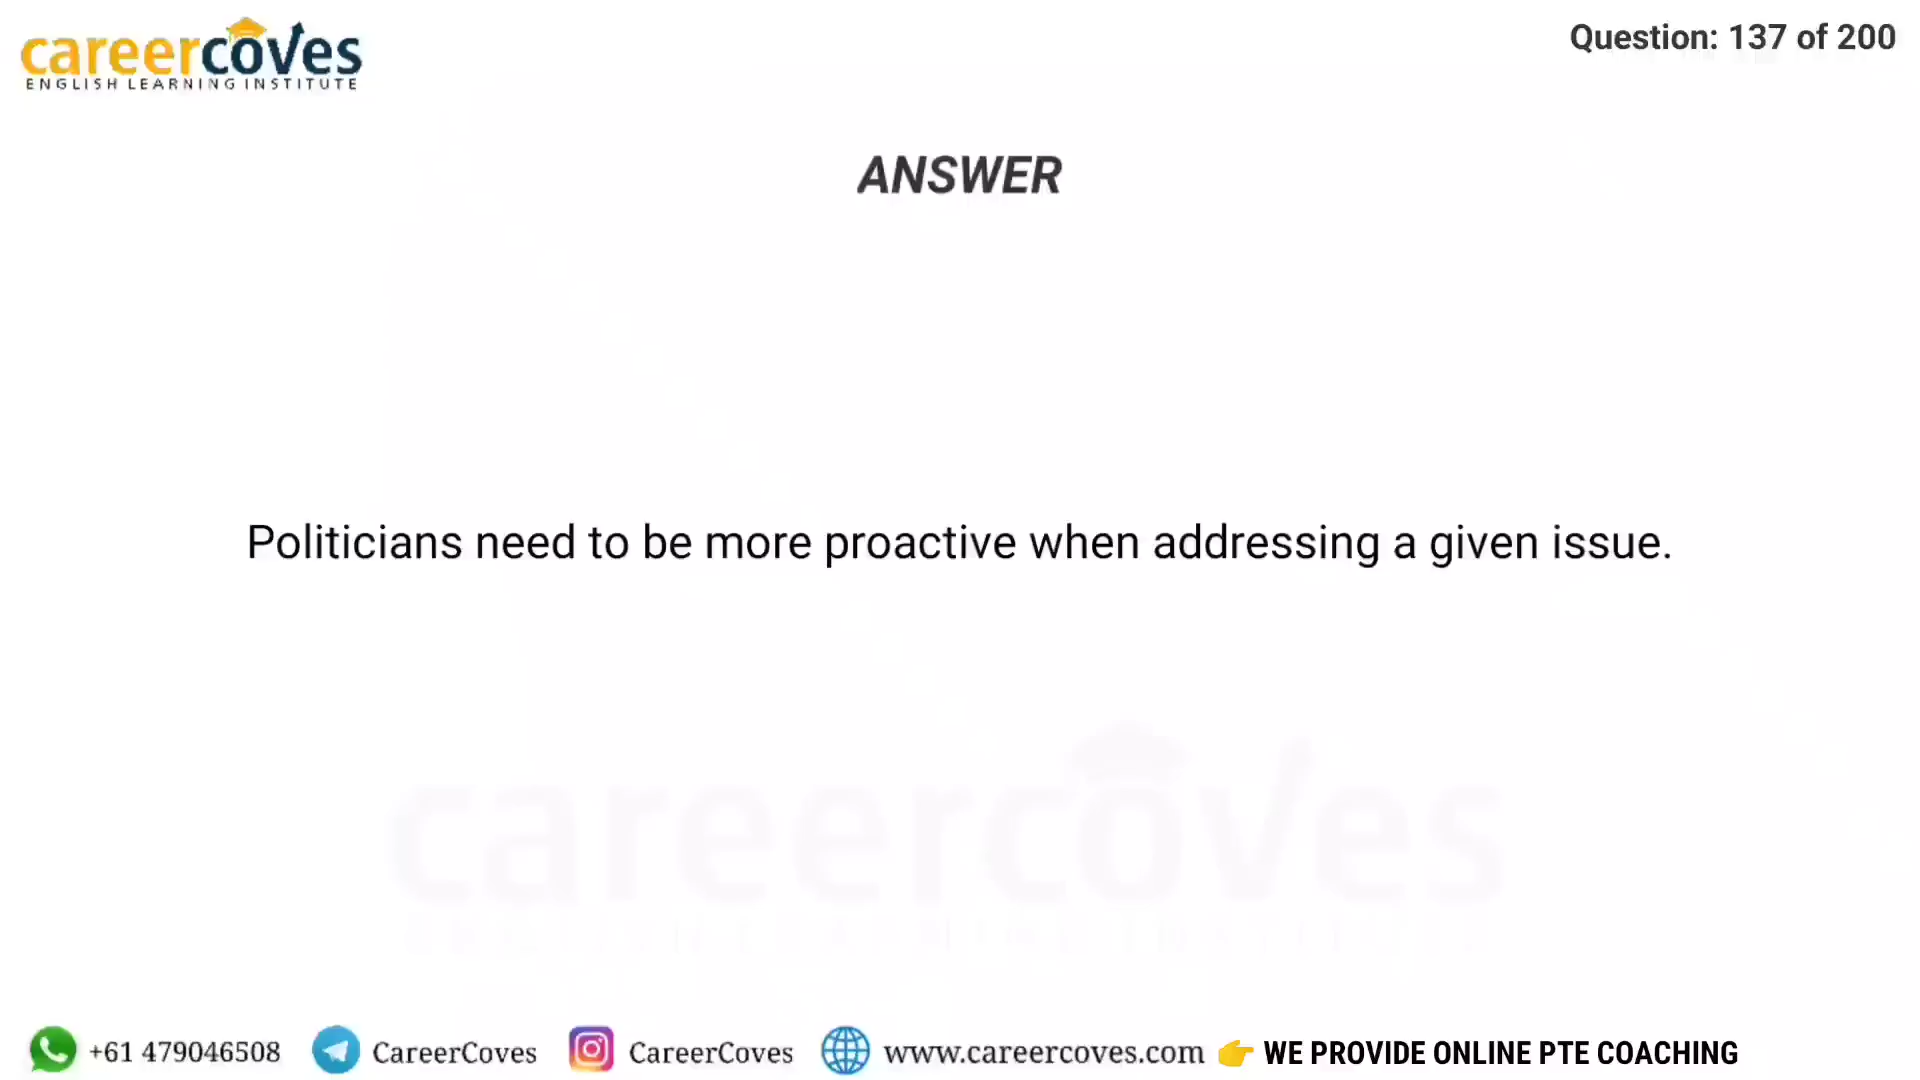 careercoves
ENGLISH LEARNING INSTITUTE
Question: 137 of 200
ANSWER
Politicians need to be more proactive when addressing a given issue.
careercoves
+61 479046508 CareerCoves CareerCoves www.careercoves.com 👉 WE PROVIDE ONLINE PTE COACHING